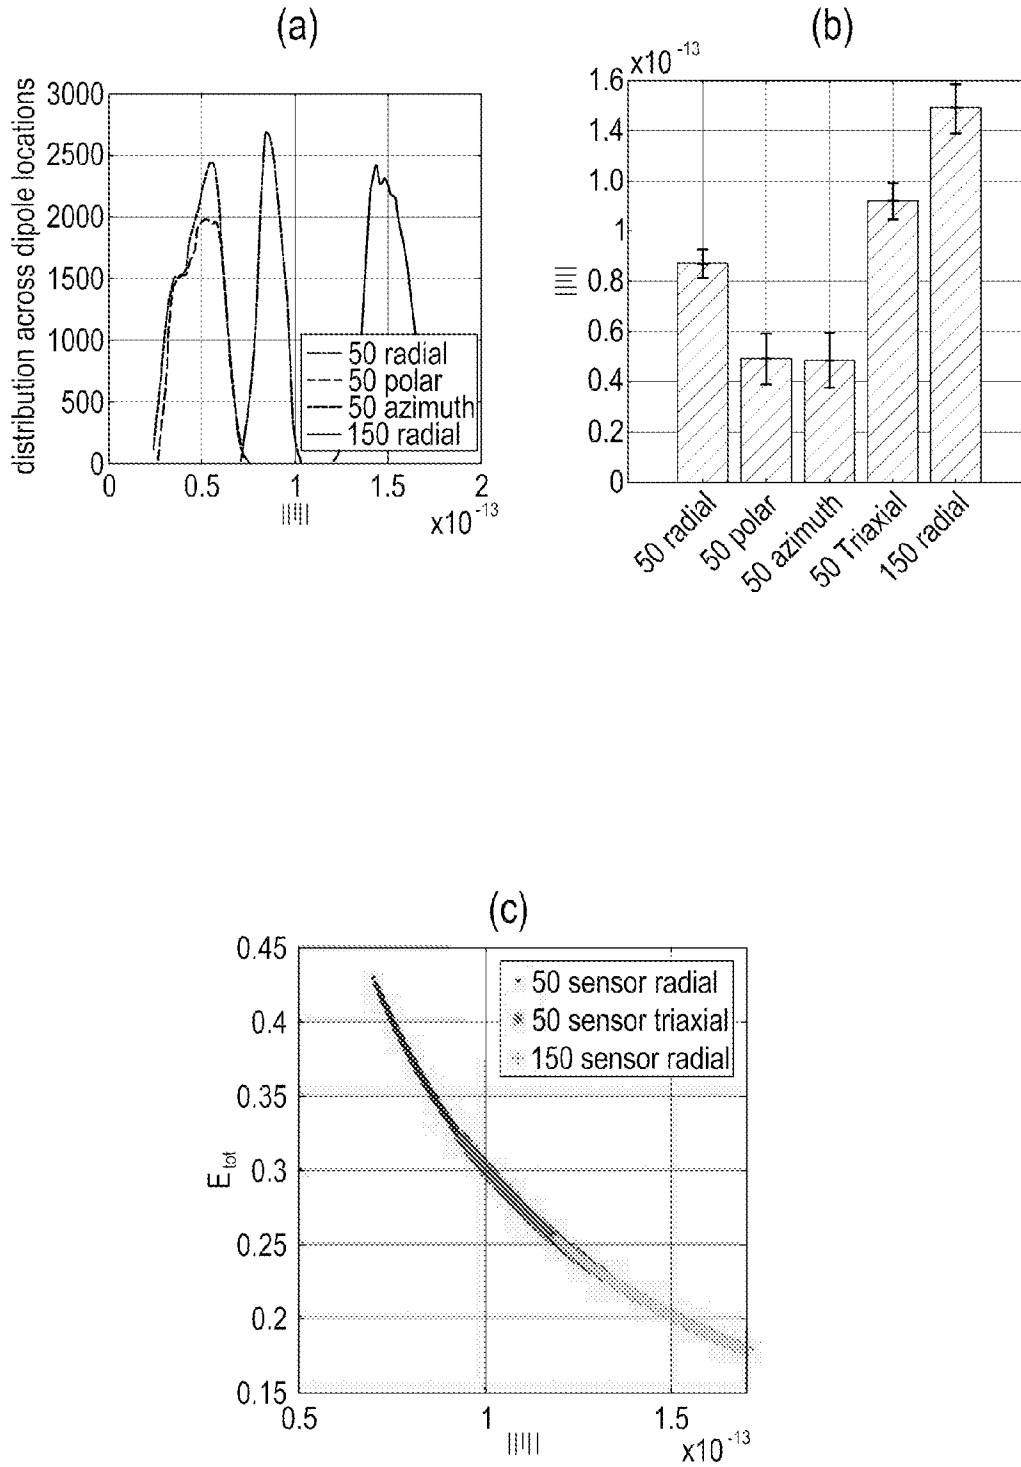 (a)
distribution across dipole locations
3000
2500
2000
1500
1000
500
0
50 radial
50 polar
50 azimuth
150 radial
0 0.5 1 1.5 2
x10 -13
(b)
x10 -13
1.6
1.4
1.0
1
0.8
0.6
0.4
0.2
0
50 radial
50 polar
50 azimuth
50 Triaxial
150 radial
(c)
0.45
0.4
0.35
0.3
0.25
0.2
0.15
Etot
50 sensor radial
50 sensor triaxial
150 sensor radial
0.5 1 1.5
x10 -13